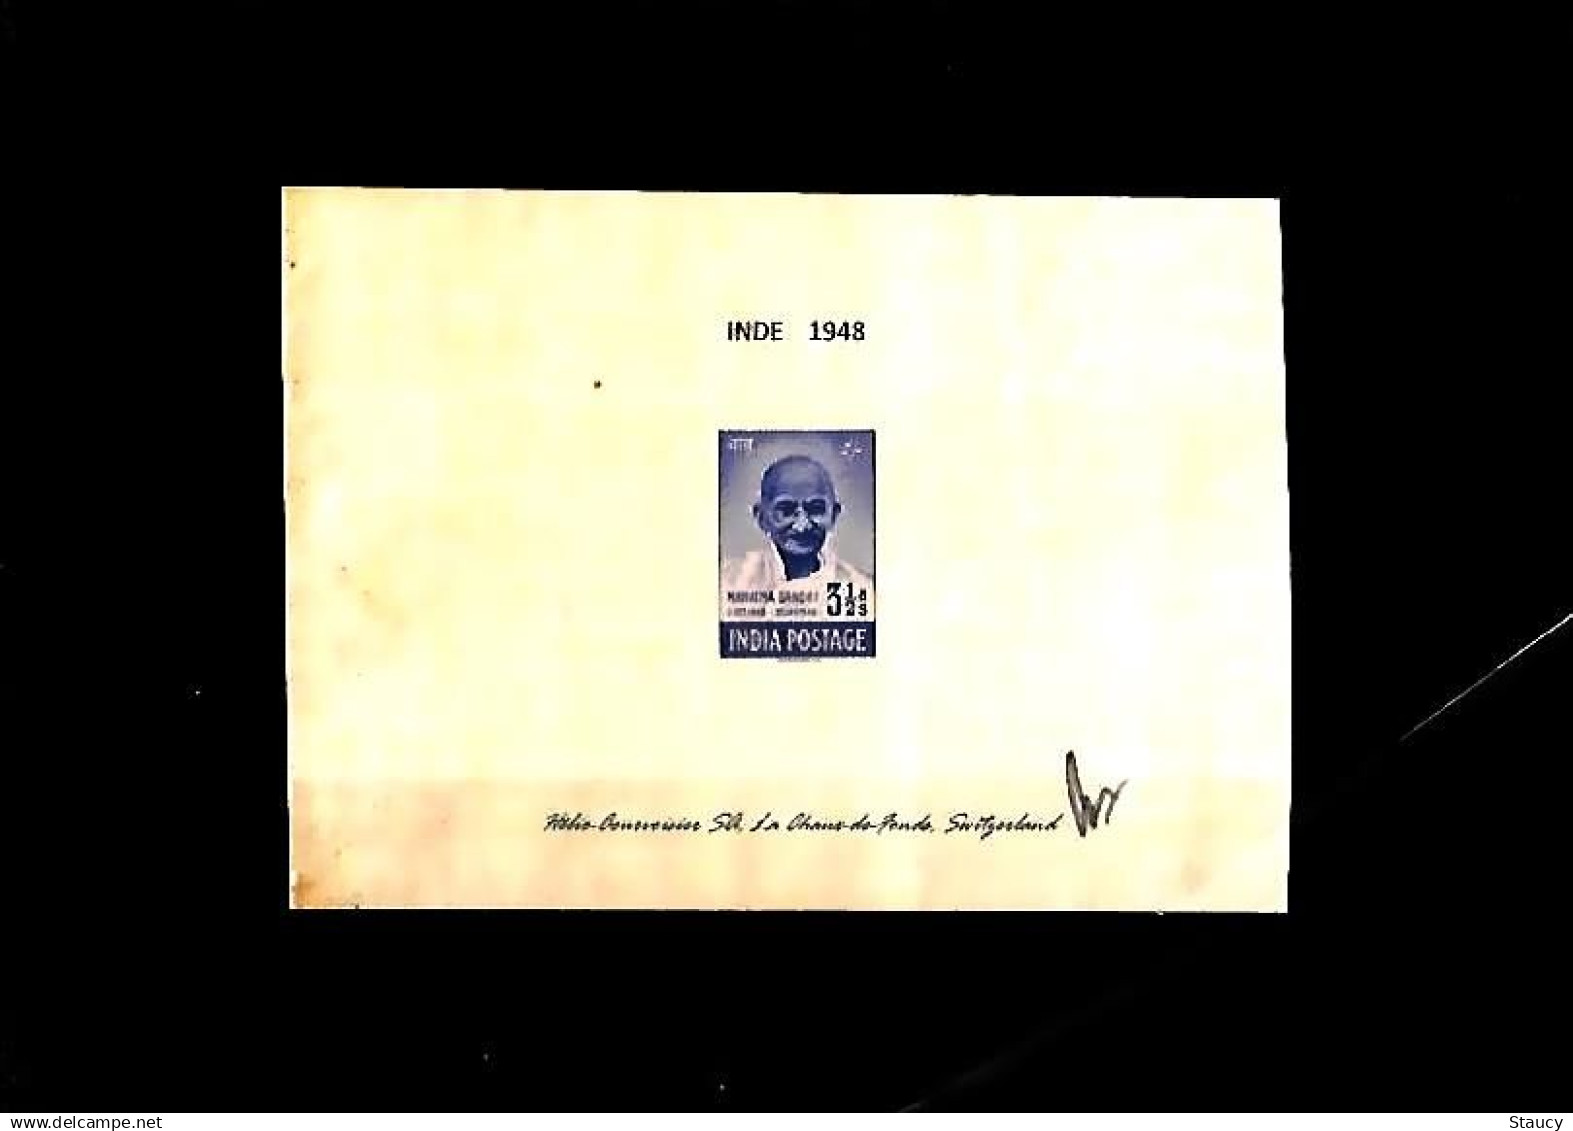 INDE 1948
बापू
MAHATMA GANDHI
3½ As
INDIA POSTAGE
Helio-Courvoisier SA, La Chaux-de-Fonds, Switzerland
www.delcampe.net
Staucy